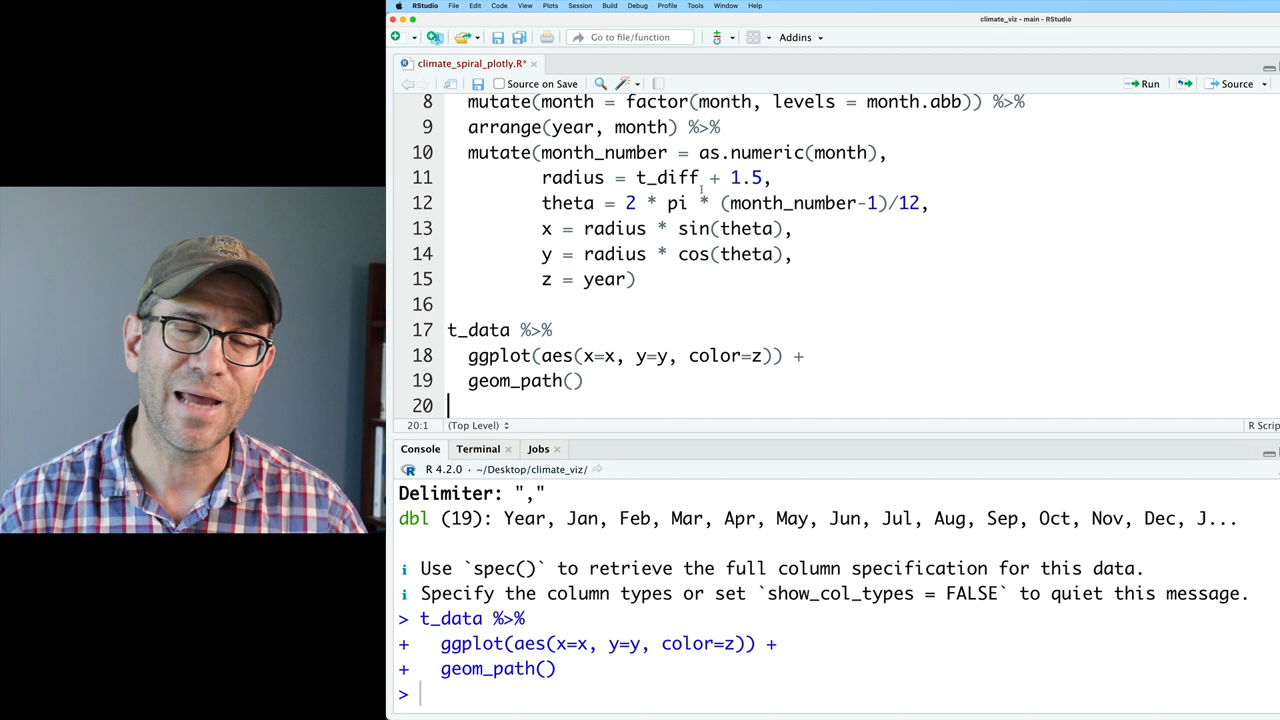 RStudio File Edit Code View Plots Session Build Debug Profile Tools Window Help
climate_viz - main - RStudio
Go to file/function Addins
climate_spiral_plotly.R*
Source on Save Run Source
8 mutate(month = factor(month, levels = month.abb)) %>%
9 arrange(year, month) %>%
10 mutate(month_number = as.numeric(month),
11 radius = t_diff + 1.5,
12 theta = 2 * pi * (month_number-1)/12,
13 x = radius * sin(theta),
14 y = radius * cos(theta),
15 z = year)
16
17 t_data %>%
18 ggplot(aes(x=x, y=y, color=z)) +
19 geom_path()
20
20:1 (Top Level) R Scrip
Console Terminal Jobs
R 4.2.0 · ~/Desktop/climate_viz/
Delimiter: ","
dbl (19): Year, Jan, Feb, Mar, Apr, May, Jun, Jul, Aug, Sep, Oct, Nov, Dec, J...
i Use `spec()` to retrieve the full column specification for this data.
i Specify the column types or set `show_col_types = FALSE` to quiet this message.
> t_data %>%
+ ggplot(aes(x=x, y=y, color=z)) +
+ geom_path()
>